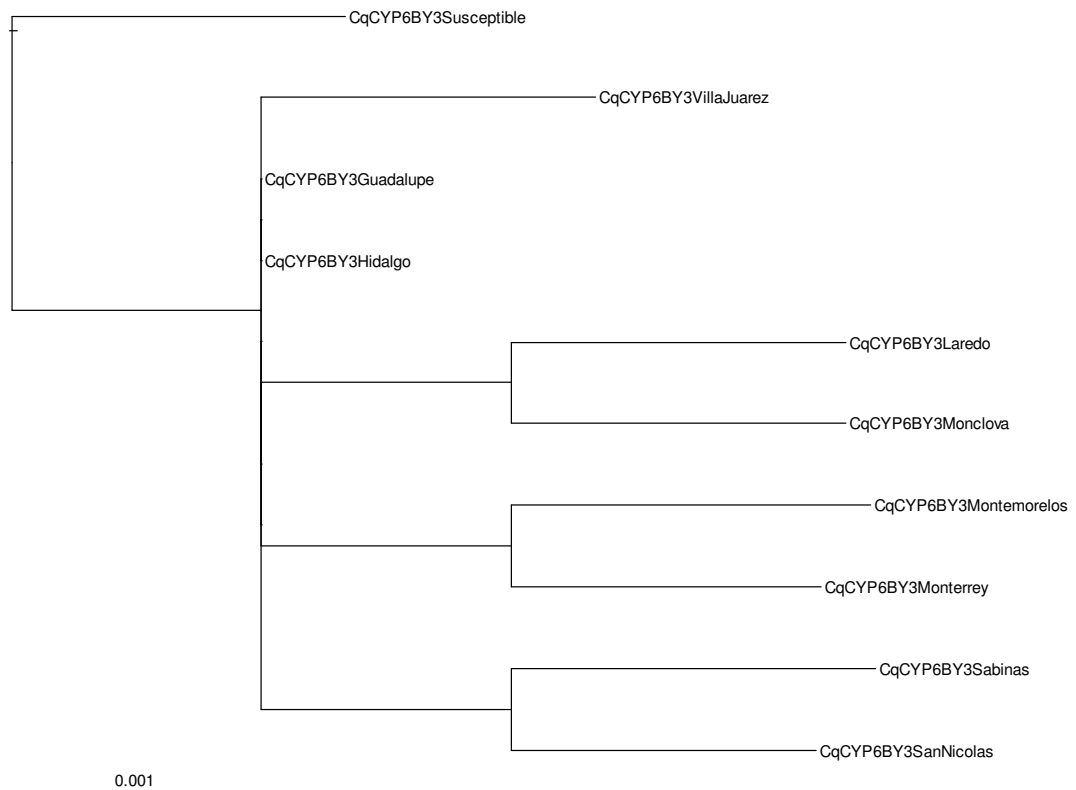 CqCYP6BY3Susceptible
CqCYP6BY3VillaJuarez
CqCYP6BY3Guadalupe
CqCYP6BY3Hidalgo
CqCYP6BY3Laredo
CqCYP6BY3Monclova
CqCYP6BY3Montemorelos
CqCYP6BY3Monterrey
CqCYP6BY3Sabinas
CqCYP6BY3SanNicolas
0.001